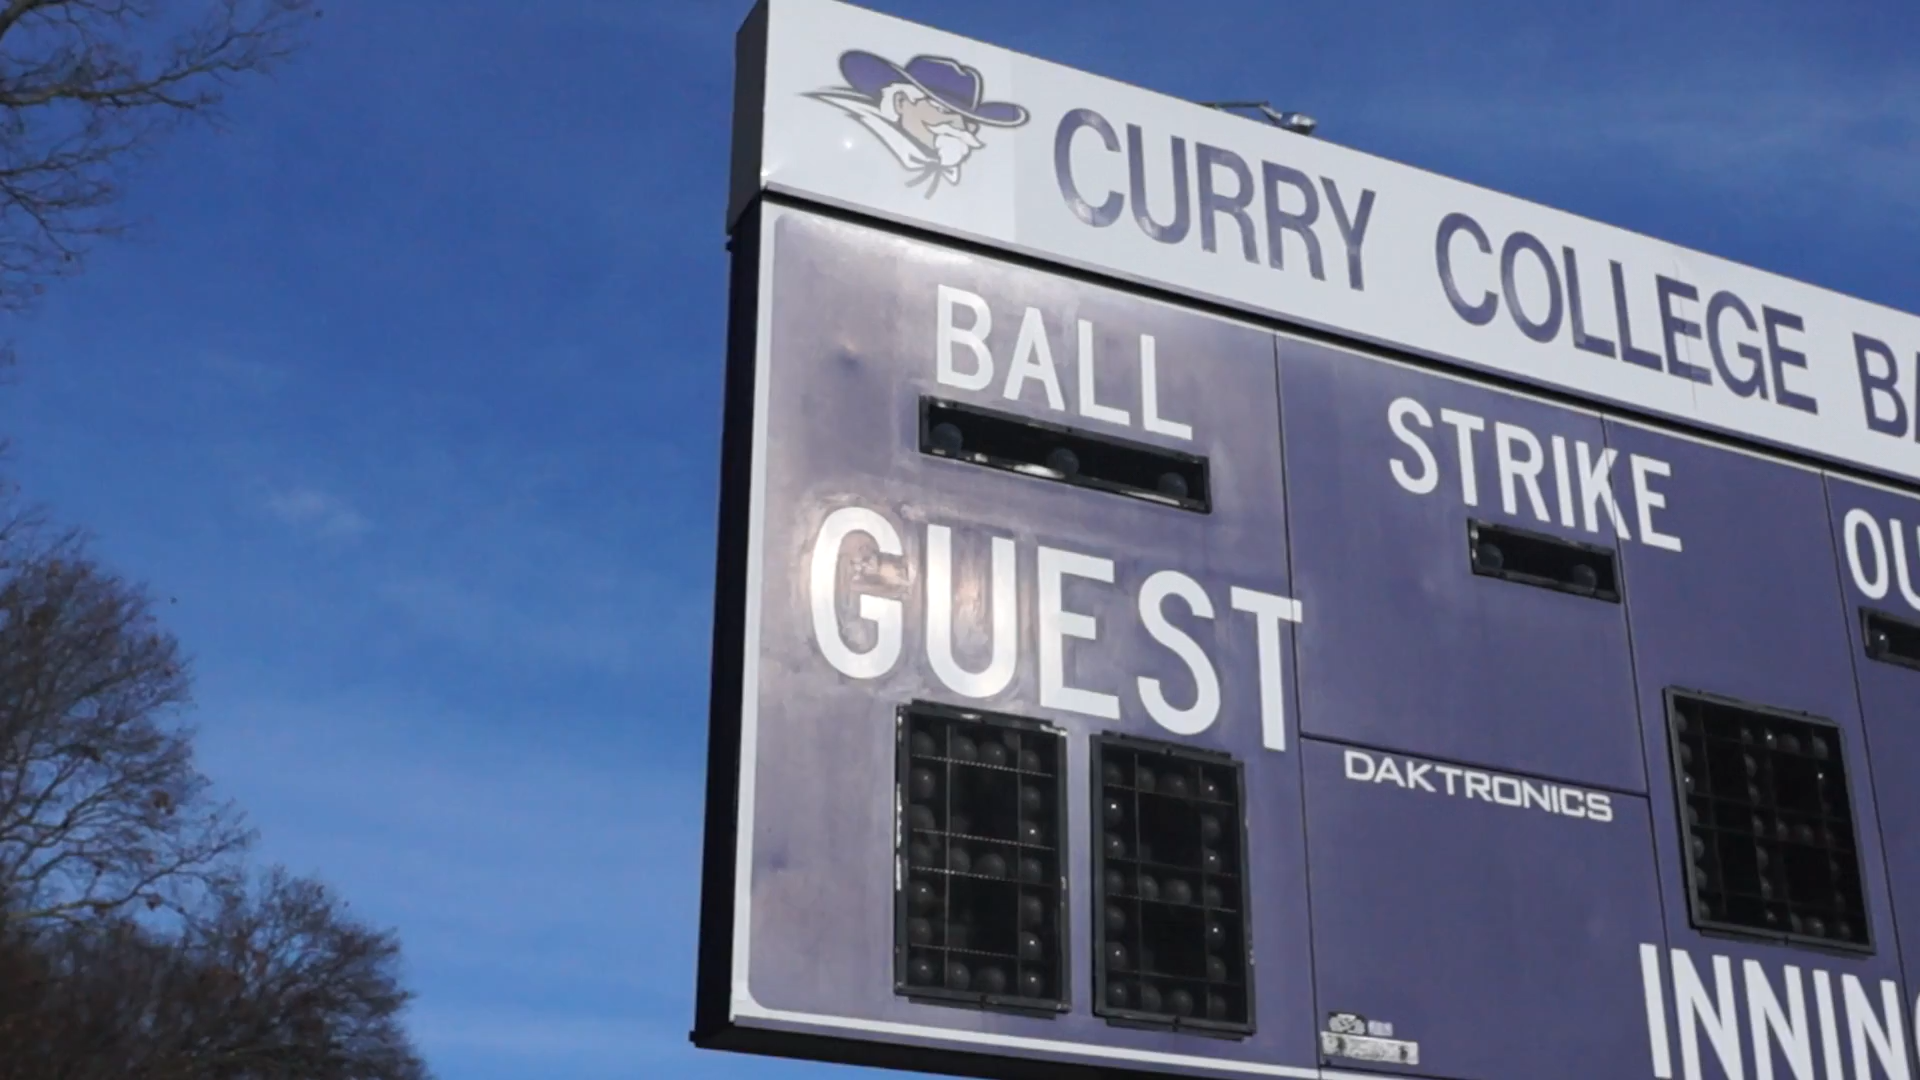 CURRY COLLEGE
BALL
STRIKE
GUEST
DAKTRONICS